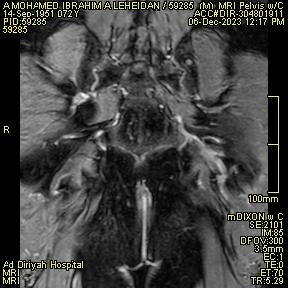 A MOHAMED IBRAHIM A LEHEIDAN / 59285 (M) MRI Pelvis w/C
14-Sep-1951 072Y ACC#DIR-304801911
PID:59285 06-Dec-2023 12:17 PM
59285
R
100mm
mDIXON w C
SE:2101
IM:85
DFOV:300
3.5mm
EC:1
Ad Diriyah Hospital TE:0
MRI ET:70
MRI TR:5.29